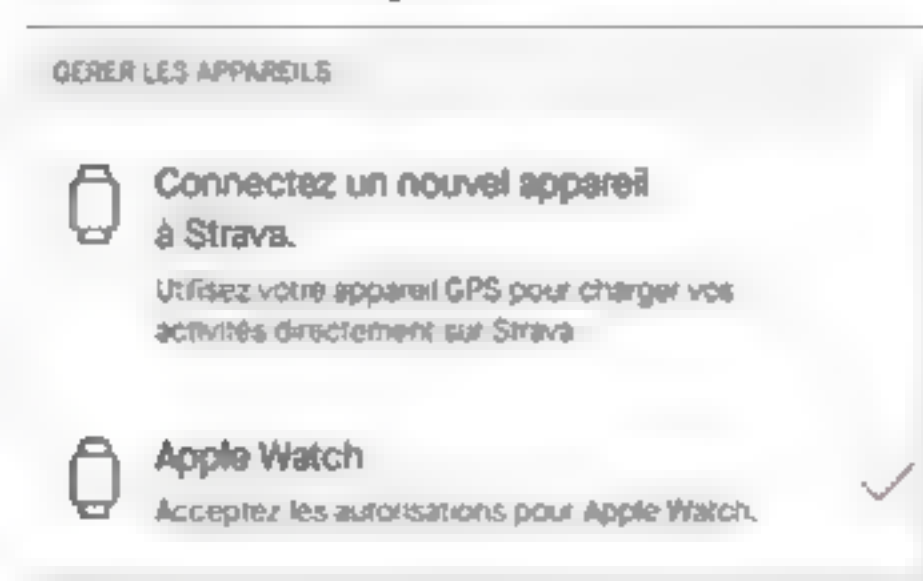 GÉRER LES APPAREILS
Connectez un nouvel appareil
à Strava.
Utilisez votre appareil GPS pour charger vos
activités directement sur Strava
Apple Watch
Acceptez les autorisations pour Apple Watch.